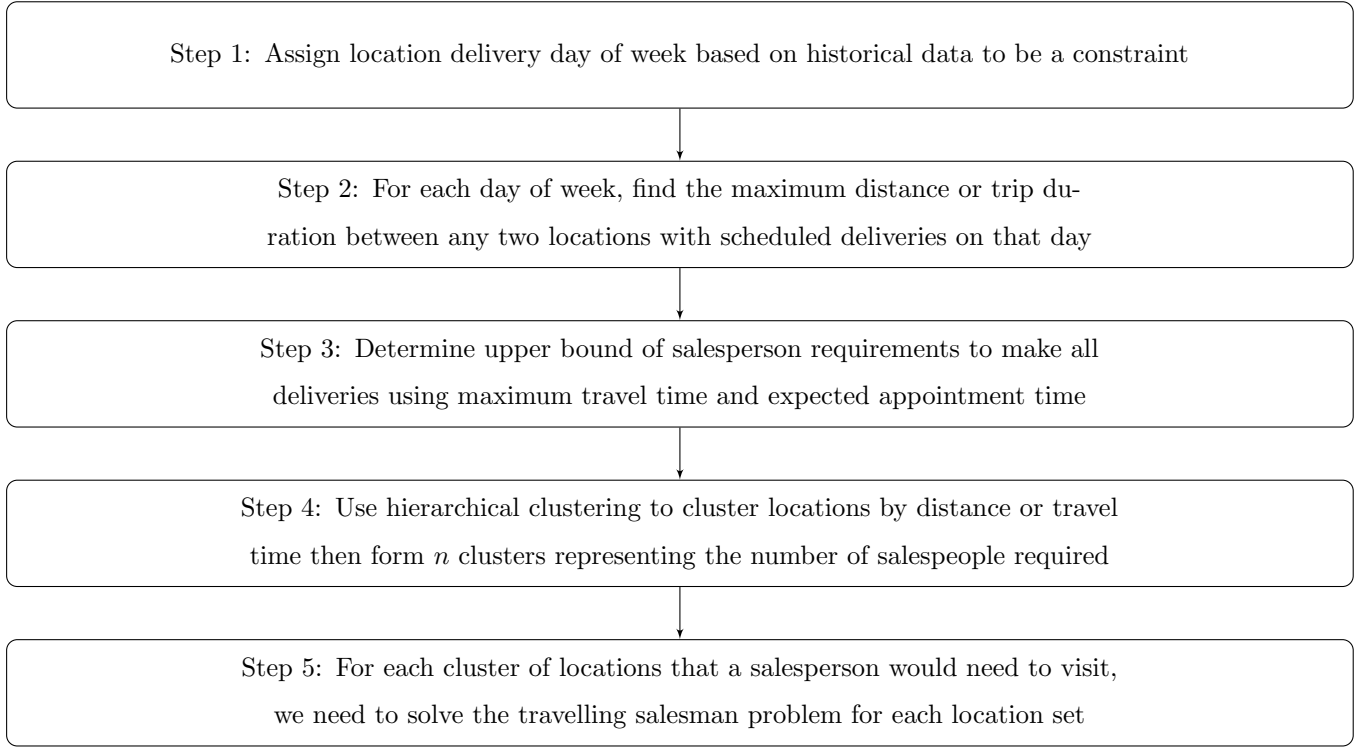 Step 1: Assign location delivery day of week based on historical data to be a constraint
Step 2: For each day of week, find the maximum distance or trip du-
ration between any two locations with scheduled deliveries on that day
Step 3: Determine upper bound of salesperson requirements to make all
deliveries using maximum travel time and expected appointment time
Step 4: Use hierarchical clustering to cluster locations by distance or travel
time then form n clusters representing the number of salespeople required
Step 5: For each cluster of locations that a salesperson would need to visit,
we need to solve the travelling salesman problem for each location set